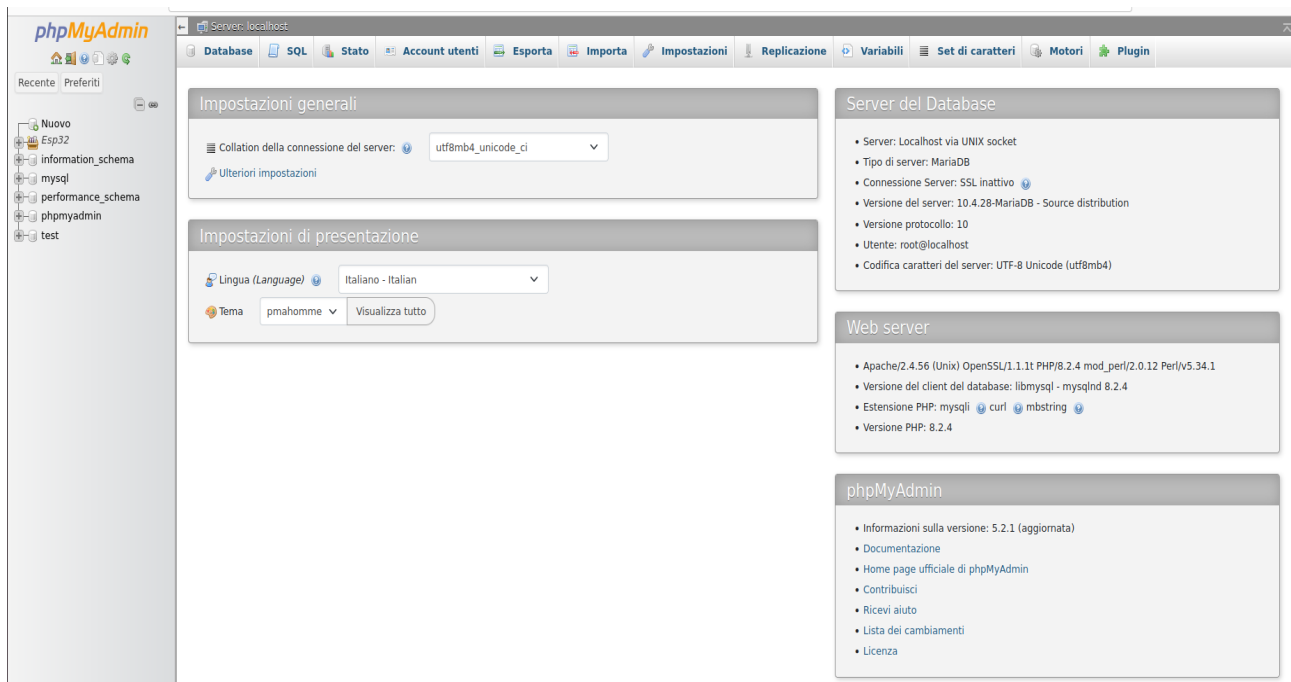 phpMyAdmin
Recente Preferiti
Nuovo
Esp32
information_schema
mysql
performance_schema
phpmyadmin
test
Server: localhost
Database SQL Stato Account utenti Esporta Importa Impostazioni Replicazione Variabili Set di caratteri Motori Plugin
Impostazioni generali
Collation della connessione del server: utf8mb4_unicode_ci
Ulteriori impostazioni
Impostazioni di presentazione
Lingua (Language) Italiano - Italian
Tema pmahomme Visualizza tutto
Server del Database
• Server: Localhost via UNIX socket
• Tipo di server: MariaDB
• Connessione Server: SSL inattivo
• Versione del server: 10.4.28-MariaDB - Source distribution
• Versione protocollo: 10
• Utente: root@localhost
• Codifica caratteri del server: UTF-8 Unicode (utf8mb4)
Web server
• Apache/2.4.56 (Unix) OpenSSL/1.1.1t PHP/8.2.4 mod_perl/2.0.12 Perl/v5.34.1
• Versione del client del database: libmysql - mysqlnd 8.2.4
• Estensione PHP: mysqli curl mbstring
• Versione PHP: 8.2.4
phpMyAdmin
• Informazioni sulla versione: 5.2.1 (aggiornata)
• Documentazione
• Home page ufficiale di phpMyAdmin
• Contribuisci
• Ricevi aiuto
• Lista dei cambiamenti
• Licenza